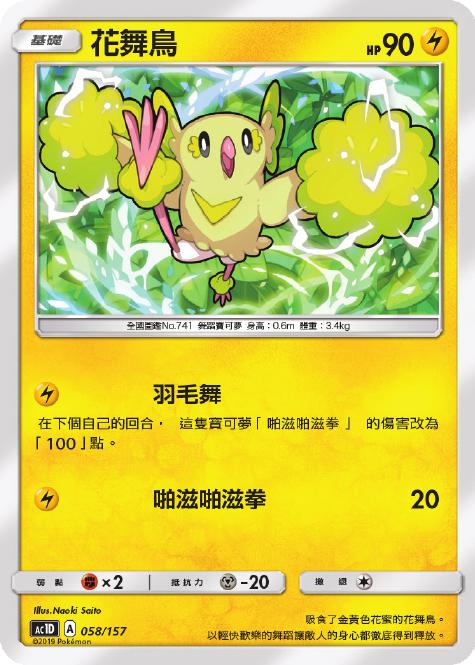 基礎 花舞鳥 HP 90
全國圖鑑No.741 舞蹈寶可夢 身高：0.6m 體重：3.4kg
羽毛舞
在下個自己的回合， 這隻寶可夢「啪滋啪滋拳」 的傷害改為
「100」點。
啪滋啪滋拳 20
弱點 ×2 抵抗力 -20 撤退
Illus.Naoki Saito
AC1D A 058/157
©2019 Pokémon
吸食了金黃色花蜜的花舞鳥。
以輕快歡樂的舞蹈讓敵人的身心都徹底得到釋放。